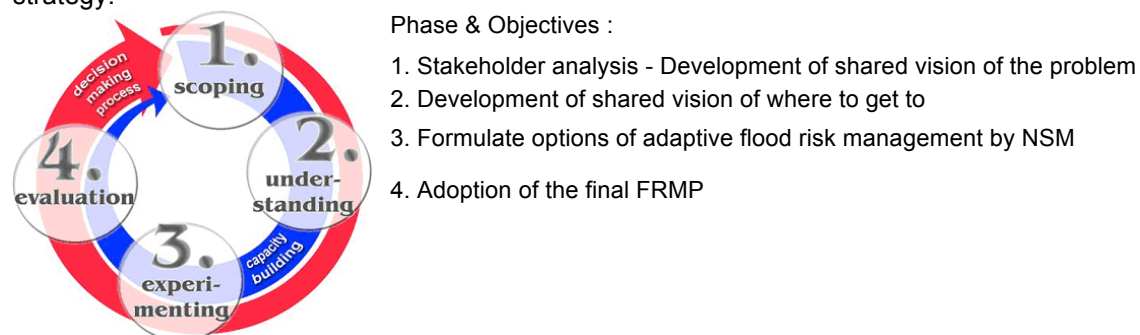 strategy.
1.
scoping
decision
making
process
2.
under-
standing
3.
experi-
menting
capacity
building
4.
evaluation
Phase & Objectives :
1. Stakeholder analysis - Development of shared vision of the problem
2. Development of shared vision of where to get to
3. Formulate options of adaptive flood risk management by NSM
4. Adoption of the final FRMP